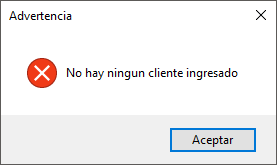 Advertencia
No hay ningun cliente ingresado
Aceptar